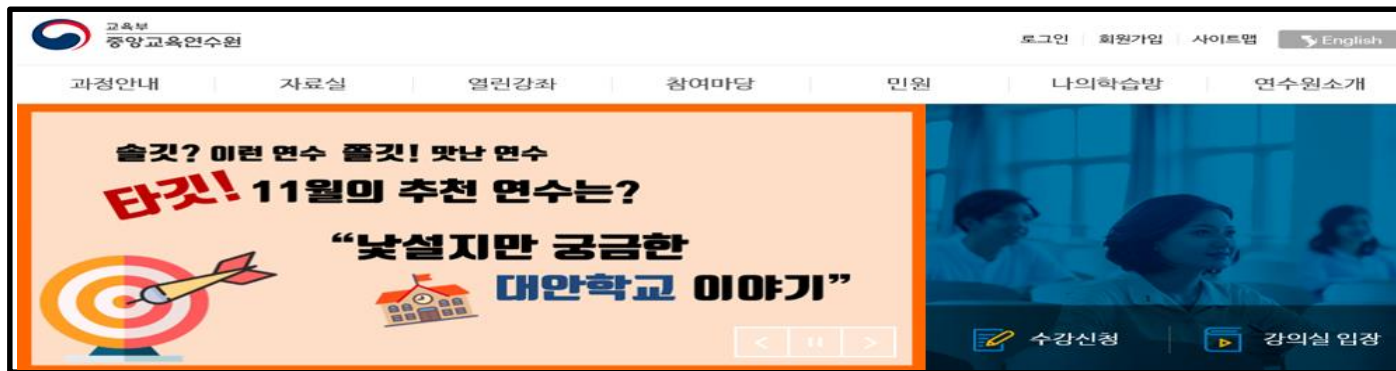 교육부
중앙교육연수원
로그인 회원가입 사이트맵 English
과정안내 자료실 열린강좌 참여마당 민원 나의학습방 연수원소개
솔깃? 이런 연수 쫄깃! 맛난 연수
타깃! 11월의 추천 연수는?
“낯설지만 궁금한
대안학교 이야기”
수강신청 강의실 입장